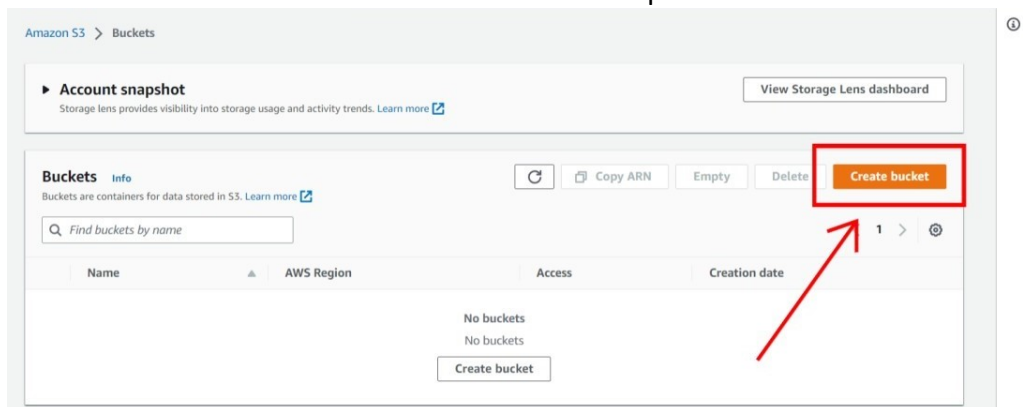 Amazon S3 > Buckets
Account snapshot
View Storage Lens dashboard
Storage lens provides visibility into storage usage and activity trends. Learn more
Buckets Info
Copy ARN Empty Delete Create bucket
Buckets are containers for data stored in S3. Learn more
Find buckets by name
1 >
Name AWS Region Access Creation date
No buckets
No buckets
Create bucket